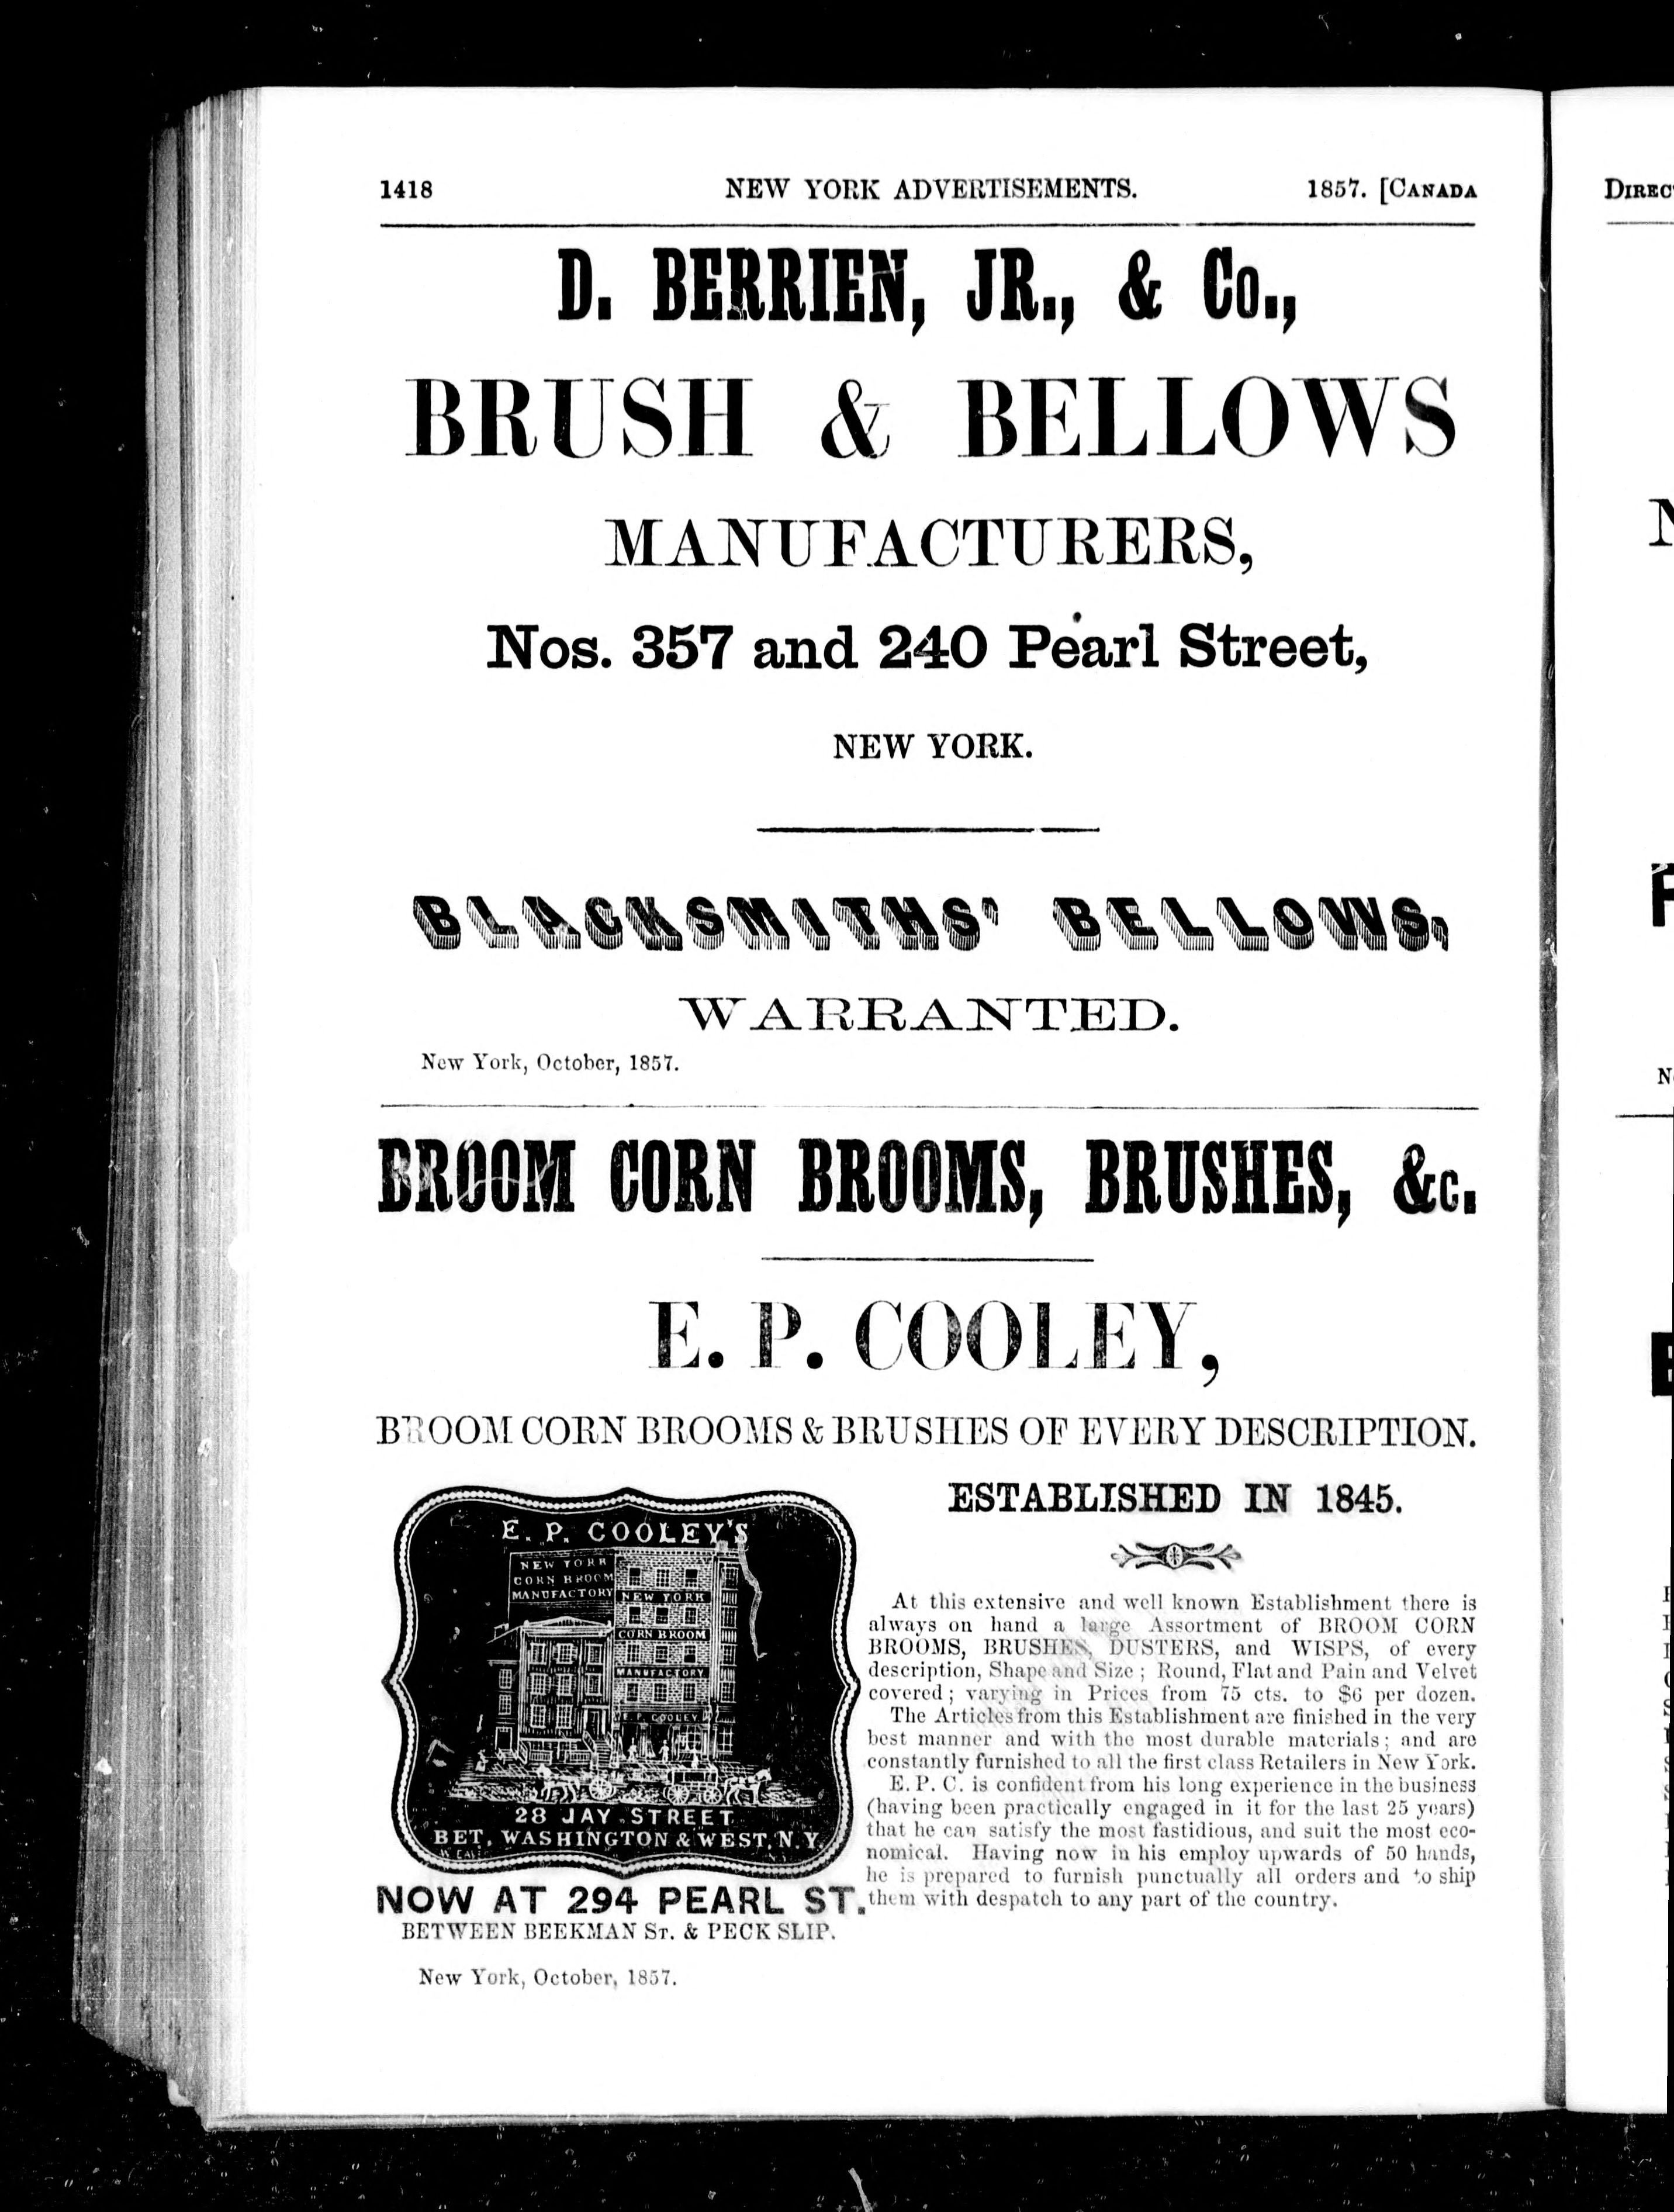 1418 NEW YORK ADVERTISEMENTS. 1857. [CANADA
D. BERRIEN, JR., & Co.,
BRUSH & BELLOWS
MANUFACTURERS,
Nos. 357 and 240 Pearl Street,
NEW YORK.
BLACKSMITHS' BELLOWS,
WARRANTED.
New York, October, 1857.
BROOM CORN BROOMS, BRUSHES, &c.
E. P. COOLEY,
BROOM CORN BROOMS & BRUSHES OF EVERY DESCRIPTION.
E. P. COOLEY'S
NEW YORK
CORN BROOM
MANUFACTORY
NEW YORK
CORN BROOM
MANUFACTORY
E. P. COOLEY
28 JAY STREET
BET. WASHINGTON & WEST, N. Y.
NOW AT 294 PEARL ST.
BETWEEN BEEKMAN ST. & PECK SLIP.
ESTABLISHED IN 1845.
At this extensive and well known Establishment there is
always on hand a large Assortment of BROOM CORN
BROOMS, BRUSHES, DUSTERS, and WISPS, of every
description, Shape and Size; Round, Flat and Pain and Velvet
covered; varying in Prices from 75 cts. to $6 per dozen.
The Articles from this Establishment are finished in the very
best manner and with the most durable materials; and are
constantly furnished to all the first class Retailers in New York.
E. P. C. is confident from his long experience in the business
(having been practically engaged in it for the last 25 years)
that he can satisfy the most fastidious, and suit the most eco-
nomical. Having now in his employ upwards of 50 hands,
he is prepared to furnish punctually all orders and to ship
them with despatch to any part of the country.
New York, October, 1857.
DIREC